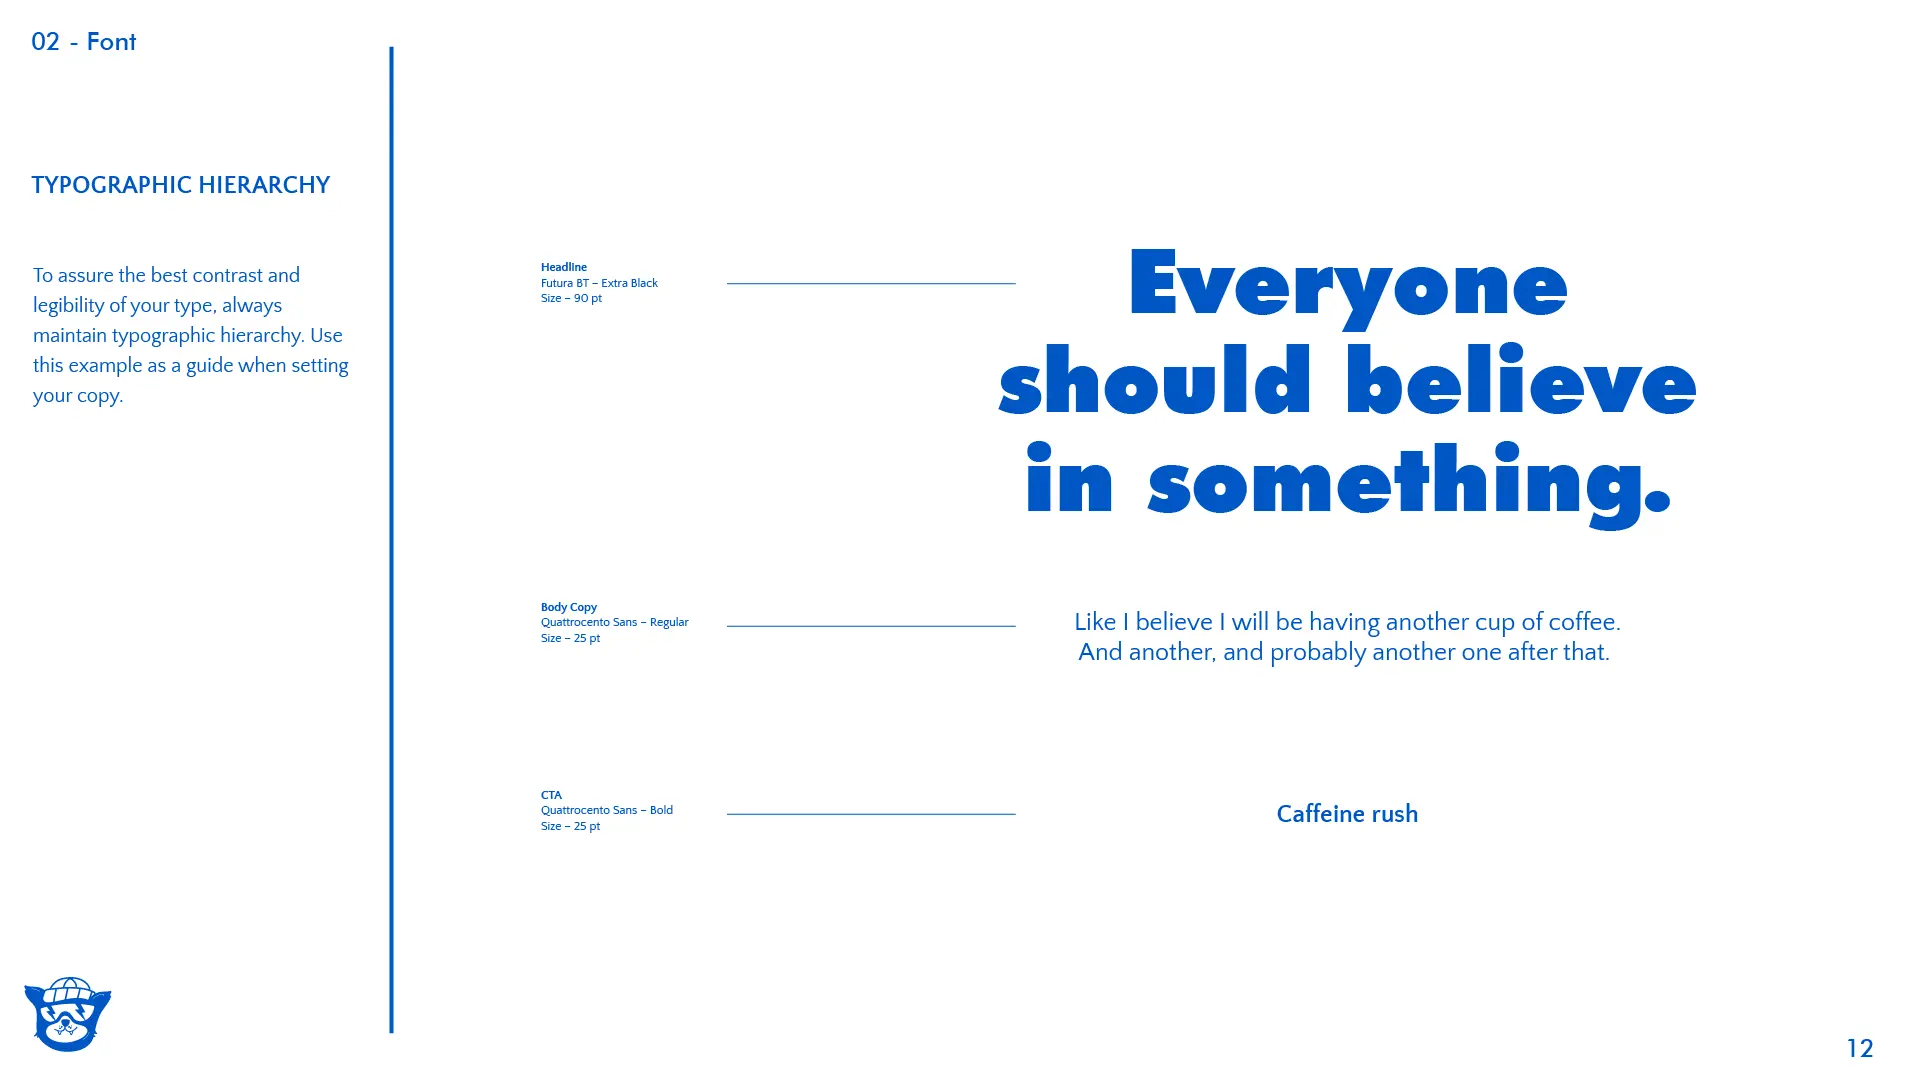 02 - Font
TYPOGRAPHIC HIERARCHY
To assure the best contrast and
legibility of your type, always
maintain typographic hierarchy. Use
this example as a guide when setting
your copy.
Headline
Futura BT – Extra Black
Size – 90 pt
Everyone
should believe
in something.
Body Copy
Quattrocento Sans – Regular
Size – 25 pt
Like I believe I will be having another cup of coffee.
And another, and probably another one after that.
CTA
Quattrocento Sans – Bold
Size – 25 pt
Caffeine rush
12